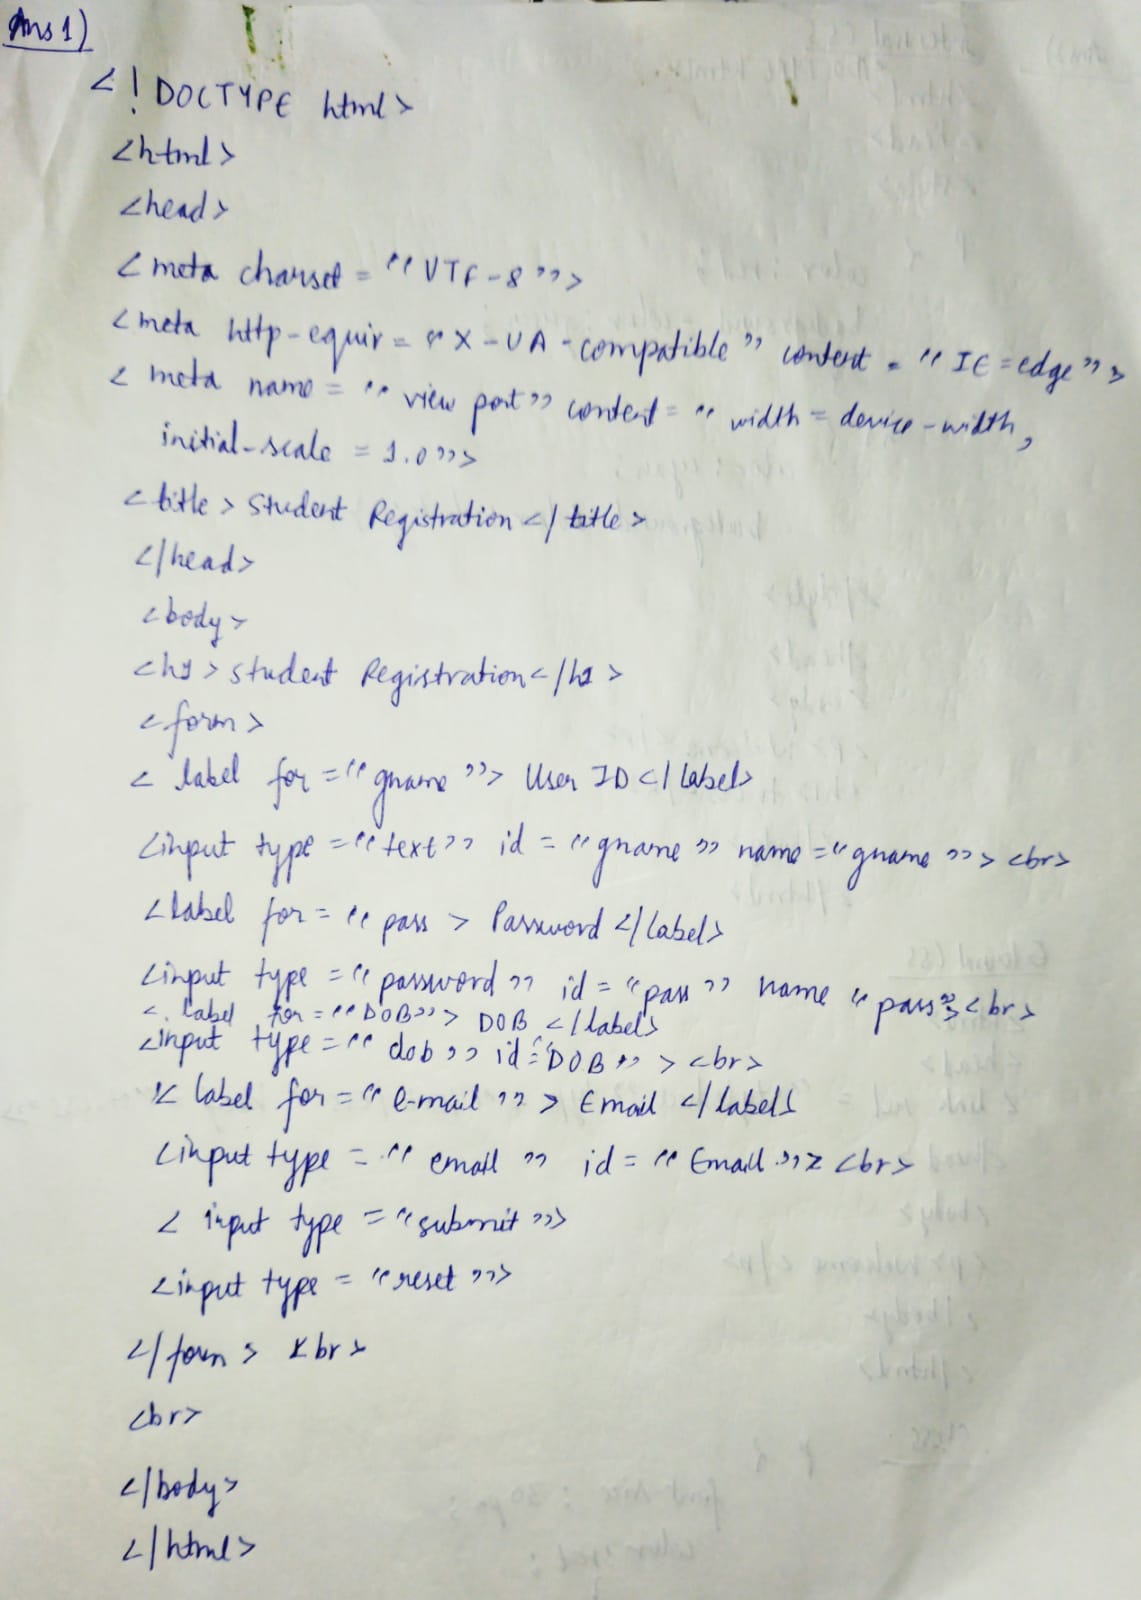 Ans 1)
<!DOCTYPE html>
<html>
<head>
<meta charset = "UTF-8">
<meta http-equiv = "X-UA-compatible" content = "IE=edge">
<meta name = "view port" content = "width = device-width,
initial-scale = 1.0">
<title> Student Registration </title>
</head>
<body>
<h1> Student Registration </h1>
<form>
<label for = "gname"> User ID </label>
<input type = "text" id = "gname" name = "gname"> <br>
<label for = "pass > Password </label>
<input type = "password" id = "pass" name "pass"> <br>
<label for = "DOB"> DOB </label>
<input type = "dob" id = "DOB" > <br>
<label for = "e-mail" > Email </label>
<input type = "email" id = "Email"> <br>
<input type = "submit">
<input type = "reset">
</form> <br>
<br>
</body>
</html>